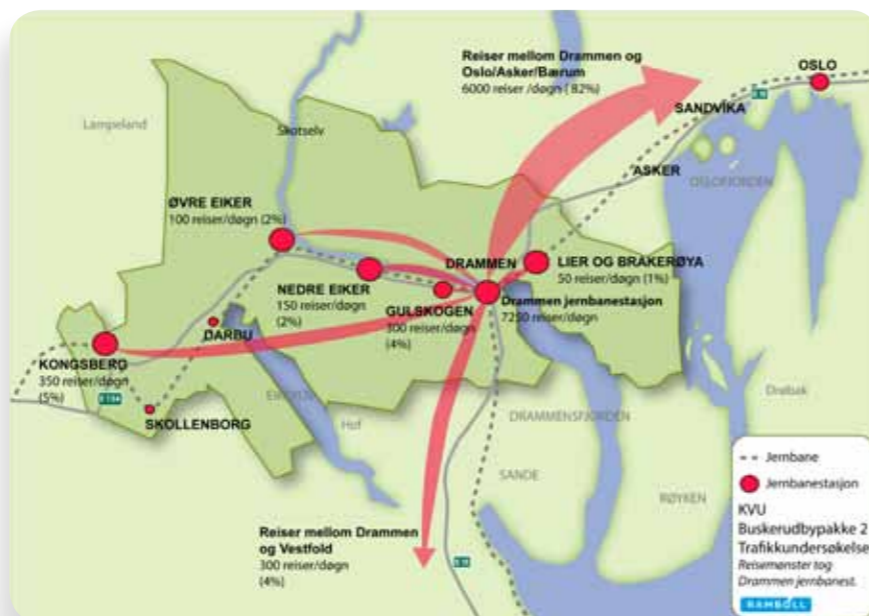 Reiser mellom Drammen og
Oslo/Asker/Bærum
6000 reiser /døgn ( 82%)
OSLO
E 18
SANDVIKA
Lampeland
Skotselv
ASKER
OSLOFJORDEN
ØVRE EIKER
100 reiser/døgn (2%)
DRAMMEN
LIER OG BRAKERØYA
50 reiser/døgn (1%)
NEDRE EIKER
150 reiser/døgn
(2%)
GULSKOGEN
300 reiser/døgn
(4%)
Drammen jernbanestasjon
7250 reiser/døgn
DARBU
KONGSBERG
350 reiser/døgn
(5%)
E 134
SKOLLENBORG
Hof
DRAMMENSFJORDEN
Drøbak
SANDE
RØYKEN
Reiser mellom Drammen
og Vestfold
300 reiser/døgn
(4%)
E 18
Jernbane
Jernbanestasjon
KVU
Buskerudbypakke 2
Trafikkundersøkelse
Reisemønster tog
Drammen jernbanest.
RAMBØLL